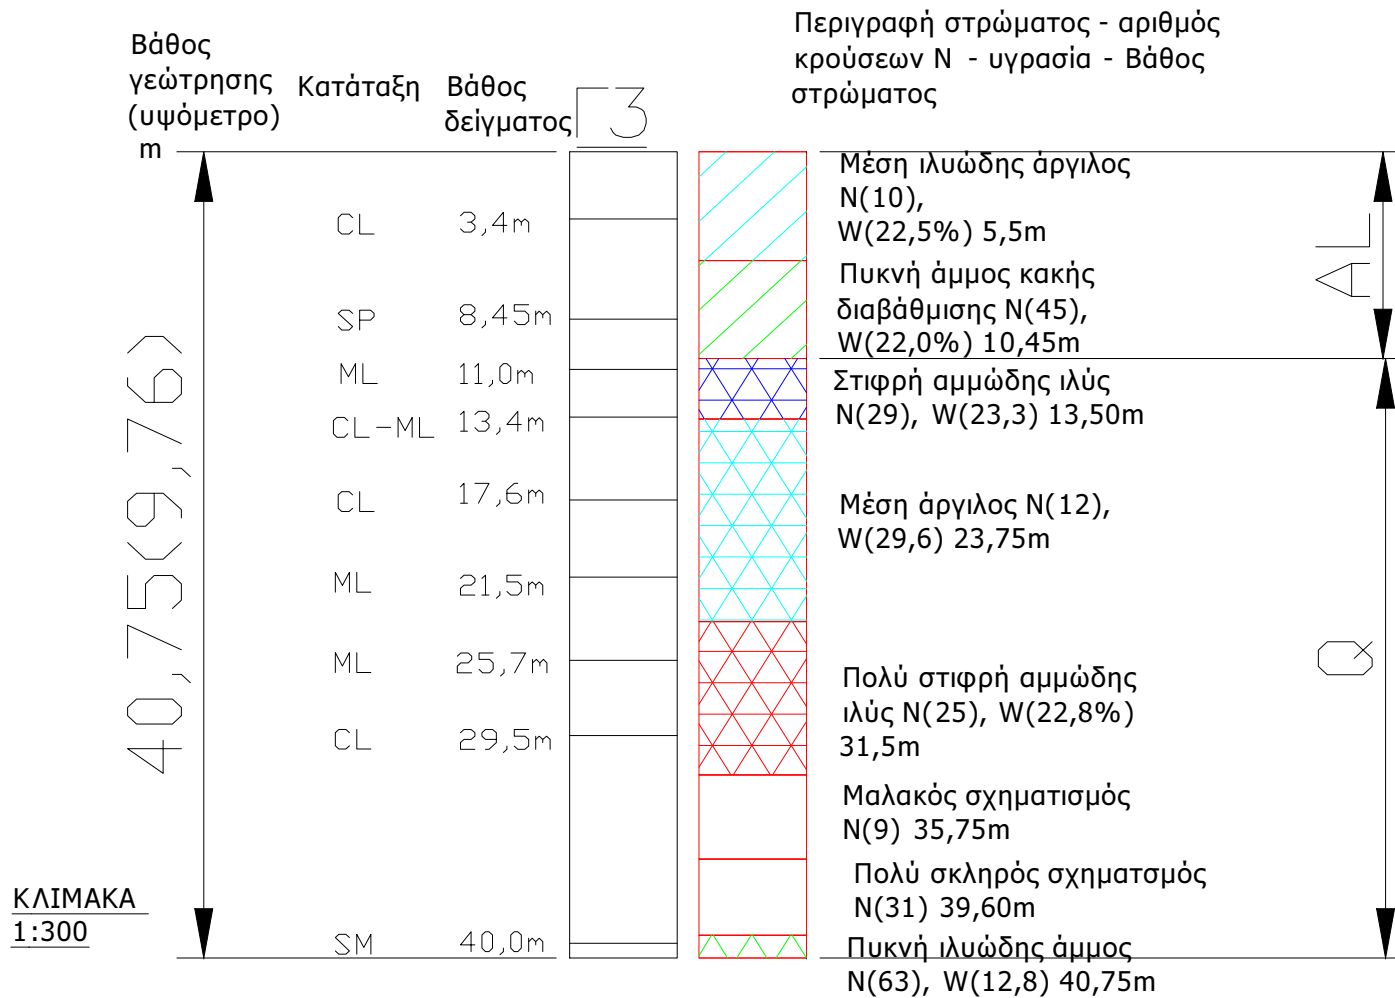 Βάθος
γεώτρησης
(υψόμετρο)
m
Κατάταξη
Βάθος
δείγματος
Γ3
Περιγραφή στρώματος - αριθμός
κρούσεων Ν - υγρασία - Βάθος
στρώματος
40,75(9,76)
CL 3,4m
SP 8,45m
ML 11,0m
CL-ML 13,4m
CL 17,6m
ML 21,5m
ML 25,7m
CL 29,5m
SM 40,0m
Μέση ιλυώδης άργιλος
N(10),
W(22,5%) 5,5m
Πυκνή άμμος κακής
διαβάθμισης N(45),
W(22,0%) 10,45m
Στιφρή αμμώδης ιλύς
N(29), W(23,3) 13,50m
Μέση άργιλος N(12),
W(29,6) 23,75m
Πολύ στιφρή αμμώδης
ιλύς N(25), W(22,8%)
31,5m
Μαλακός σχηματισμός
N(9) 35,75m
Πολύ σκληρός σχηματσμός
N(31) 39,60m
Πυκνή ιλυώδης άμμος
N(63), W(12,8) 40,75m
AL
Q
ΚΛΙΜΑΚΑ
1:300